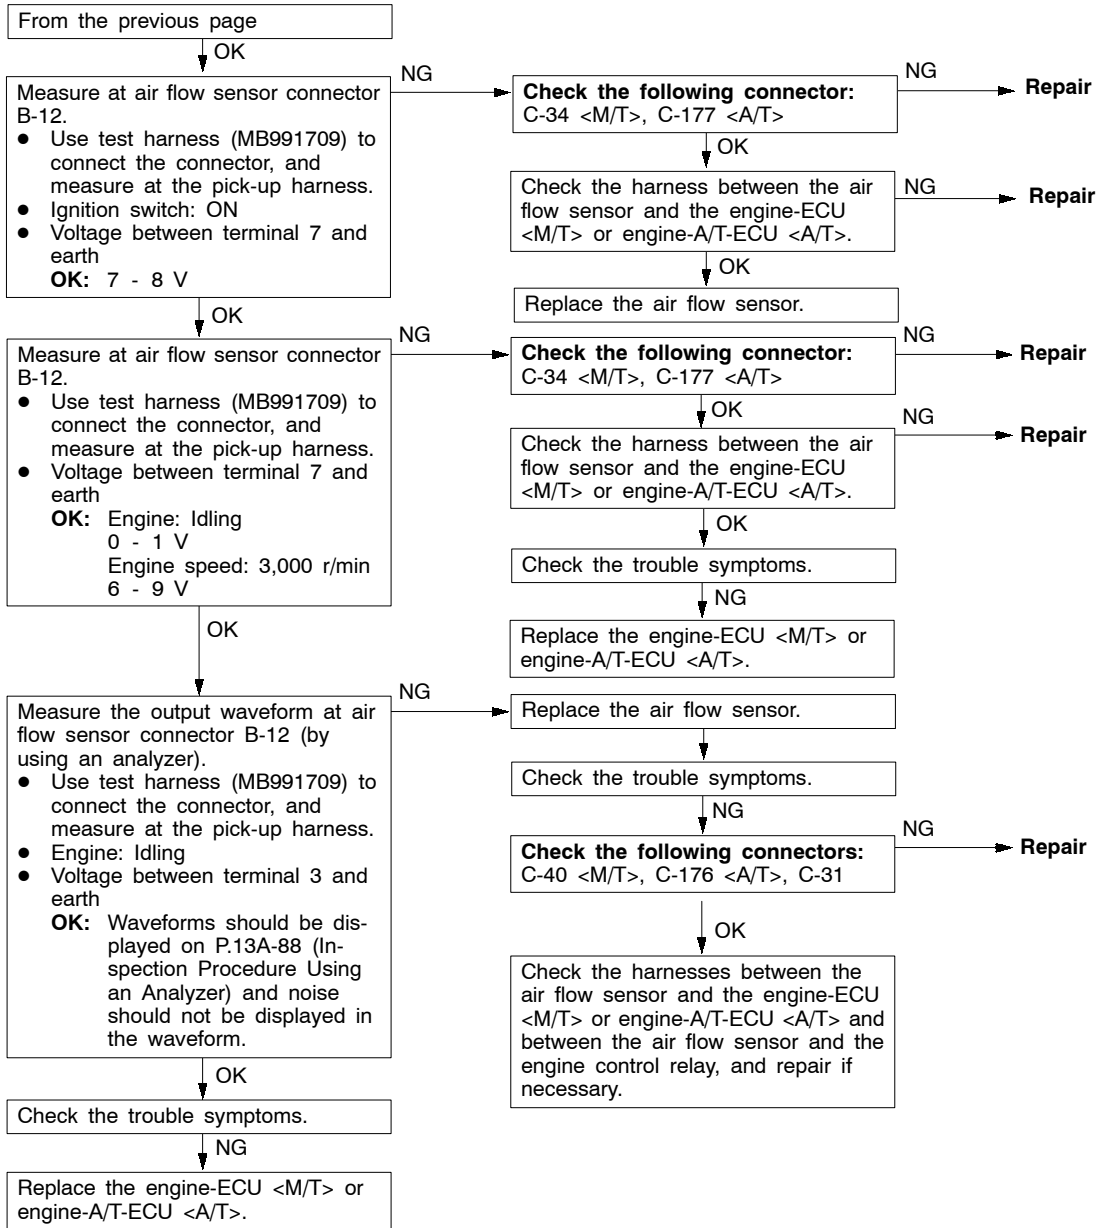 From the previous page
OK
Measure at air flow sensor connector
B-12.
● Use test harness (MB991709) to
connect the connector, and
measure at the pick-up harness.
● Ignition switch: ON
● Voltage between terminal 7 and
earth
OK: 7 - 8 V
NG
Check the following connector:
C-34 <M/T>, C-177 <A/T>
NG
Repair
OK
Check the harness between the air
flow sensor and the engine-ECU
<M/T> or engine-A/T-ECU <A/T>.
NG
Repair
OK
Replace the air flow sensor.
OK
Measure at air flow sensor connector
B-12.
● Use test harness (MB991709) to
connect the connector, and
measure at the pick-up harness.
● Voltage between terminal 7 and
earth
OK: Engine: Idling
0 - 1 V
Engine speed: 3,000 r/min
6 - 9 V
NG
Check the following connector:
C-34 <M/T>, C-177 <A/T>
NG
Repair
OK
Check the harness between the air
flow sensor and the engine-ECU
<M/T> or engine-A/T-ECU <A/T>.
NG
Repair
OK
Check the trouble symptoms.
NG
Replace the engine-ECU <M/T> or
engine-A/T-ECU <A/T>.
OK
Measure the output waveform at air
flow sensor connector B-12 (by
using an analyzer).
● Use test harness (MB991709) to
connect the connector, and
measure at the pick-up harness.
● Engine: Idling
● Voltage between terminal 3 and
earth
OK: Waveforms should be dis-
played on P.13A-88 (In-
spection Procedure Using
an Analyzer) and noise
should not be displayed in
the waveform.
NG
Replace the air flow sensor.
Check the trouble symptoms.
NG
Check the following connectors:
C-40 <M/T>, C-176 <A/T>, C-31
NG
Repair
OK
Check the harnesses between the
air flow sensor and the engine-ECU
<M/T> or engine-A/T-ECU <A/T> and
between the air flow sensor and the
engine control relay, and repair if
necessary.
OK
Check the trouble symptoms.
NG
Replace the engine-ECU <M/T> or
engine-A/T-ECU <A/T>.